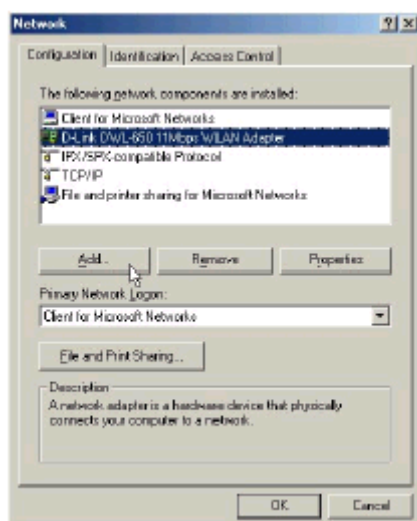 Network
Configuration Identification Access Control
The following network components are installed:
Client for Microsoft Networks
D-Link DWL-650 11Mbps WLAN Adapter
IPX/SPX-compatible Protocol
TCP/IP
File and printer sharing for Microsoft Networks
Add... Remove Properties
Primary Network Logon:
Client for Microsoft Networks
File and Print Sharing...
Description
A network adapter is a hardware device that physically
connects your computer to a network.
OK Cancel